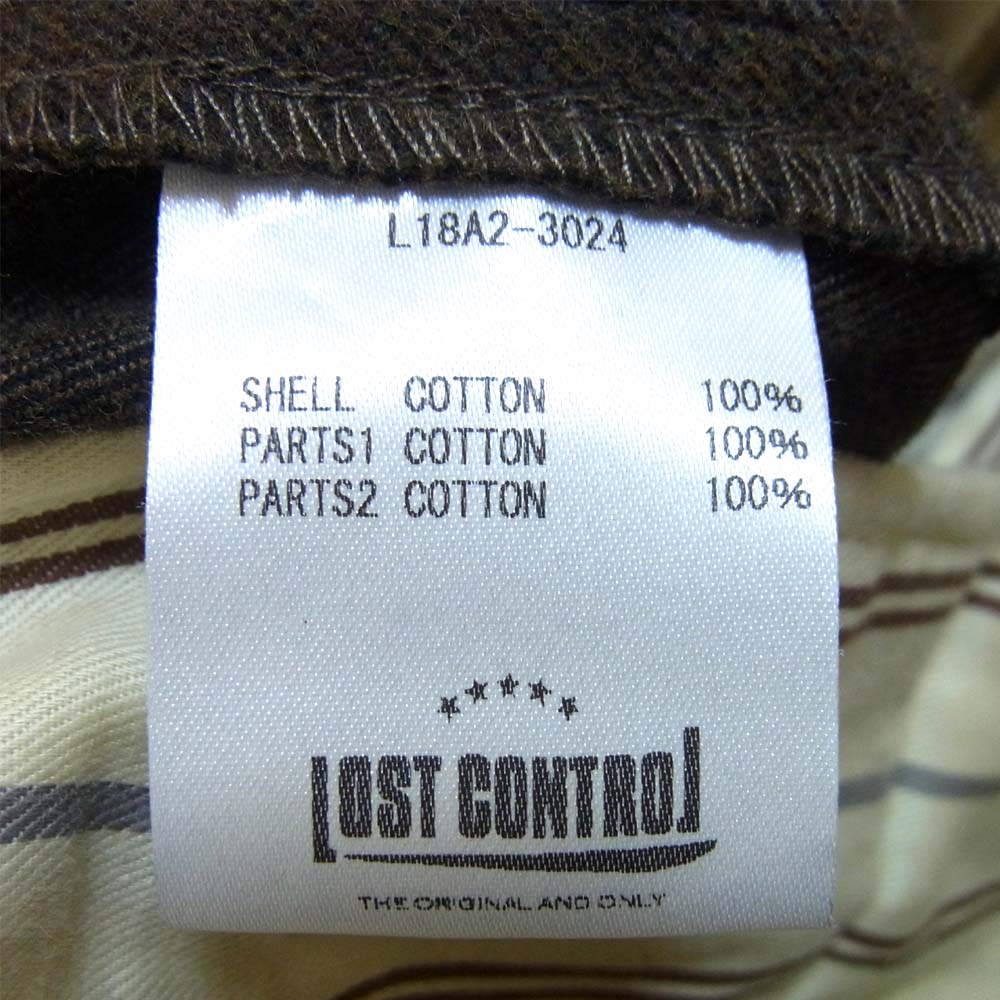 L18A2-3024
SHELL COTTON 100%
PARTS1 COTTON 100%
PARTS2 COTTON 100%
LOST CONTROL
THE ORIGINAL AND ONLY